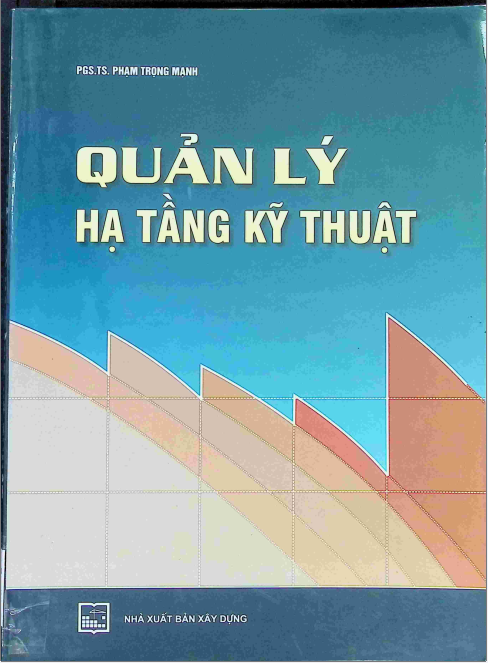 PGS.TS. PHẠM TRỌNG MẠNH
QUẢN LÝ
HẠ TẦNG KỸ THUẬT
NHÀ XUẤT BẢN XÂY DỰNG